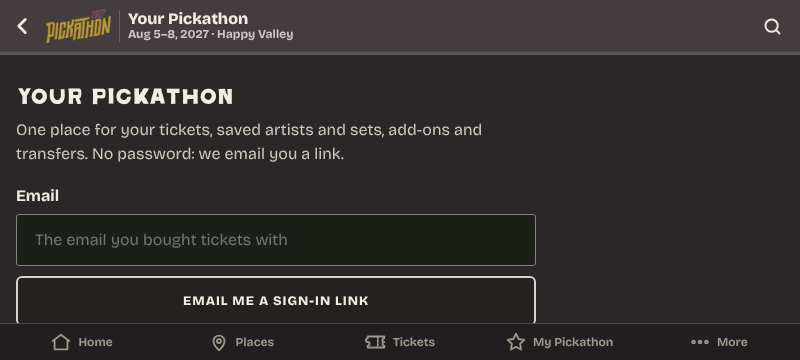 PICKATHON
Your Pickathon
Aug 5–8, 2027 · Happy Valley
YOUR PICKATHON
One place for your tickets, saved artists and sets, add-ons and
transfers. No password: we email you a link.
Email
The email you bought tickets with
EMAIL ME A SIGN-IN LINK
Home
Places
Tickets
My Pickathon
More